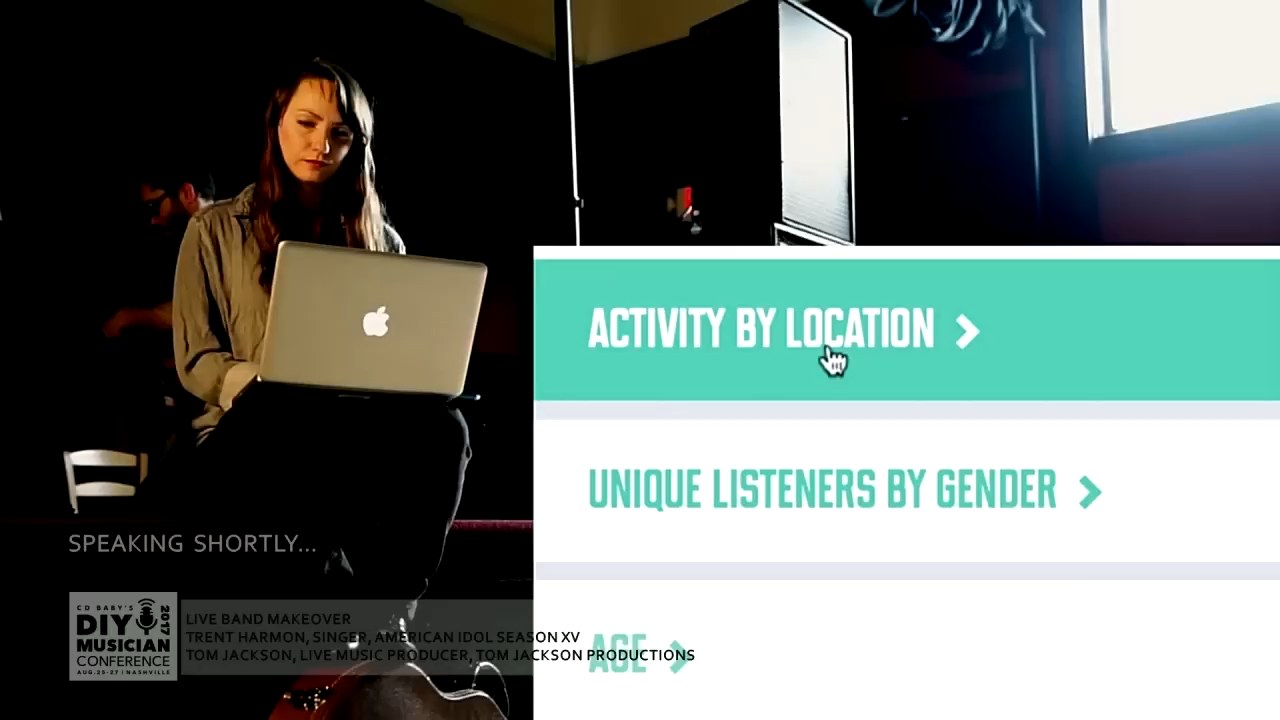 ACTIVITY BY LOCATION
UNIQUE LISTENERS BY GENDER
AGE
SPEAKING SHORTLY...
CD BABY'S
DIY
MUSICIAN
CONFERENCE
2017
AUG.25-27 | NASHVILLE
LIVE BAND MAKEOVER
TRENT HARMON, SINGER, AMERICAN IDOL SEASON XV
TOM JACKSON, LIVE MUSIC PRODUCER, TOM JACKSON PRODUCTIONS